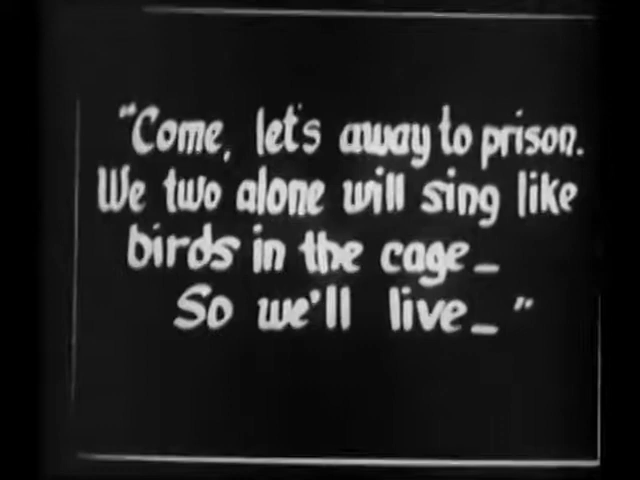 "Come, let's away to prison.
We two alone will sing like
birds in the cage_
So we'll live_"